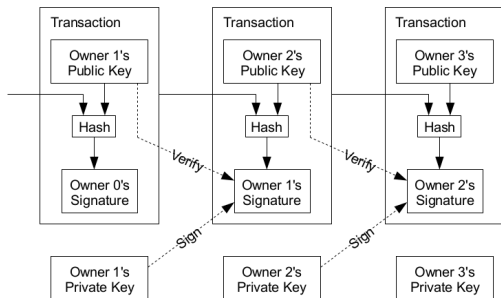 Transaction
Owner 1's
Public Key
Hash
Owner 0's
Signature
Transaction
Owner 2's
Public Key
Hash
Verify
Owner 1's
Signature
Transaction
Owner 3's
Public Key
Hash
Verify
Owner 2's
Signature
Sign
Sign
Owner 1's
Private Key
Owner 2's
Private Key
Owner 3's
Private Key